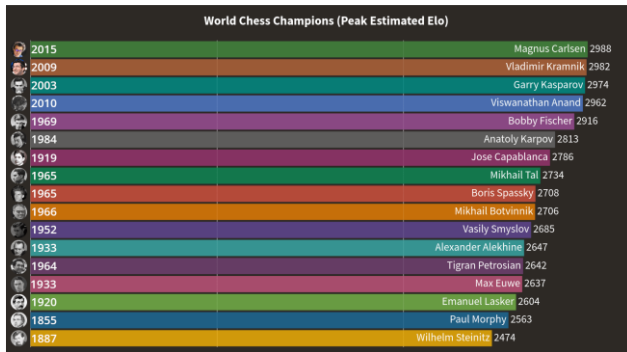 World Chess Champions (Peak Estimated Elo)
2015 Magnus Carlsen 2988
2009 Vladimir Kramnik 2982
2003 Garry Kasparov 2974
2010 Viswanathan Anand 2962
1969 Bobby Fischer 2916
1984 Anatoly Karpov 2813
1919 Jose Capablanca 2786
1965 Mikhail Tal 2734
1965 Boris Spassky 2708
1966 Mikhail Botvinnik 2706
1952 Vasily Smyslov 2685
1933 Alexander Alekhine 2647
1964 Tigran Petrosian 2642
1933 Max Euwe 2637
1920 Emanuel Lasker 2604
1855 Paul Morphy 2563
1887 Wilhelm Steinitz 2474